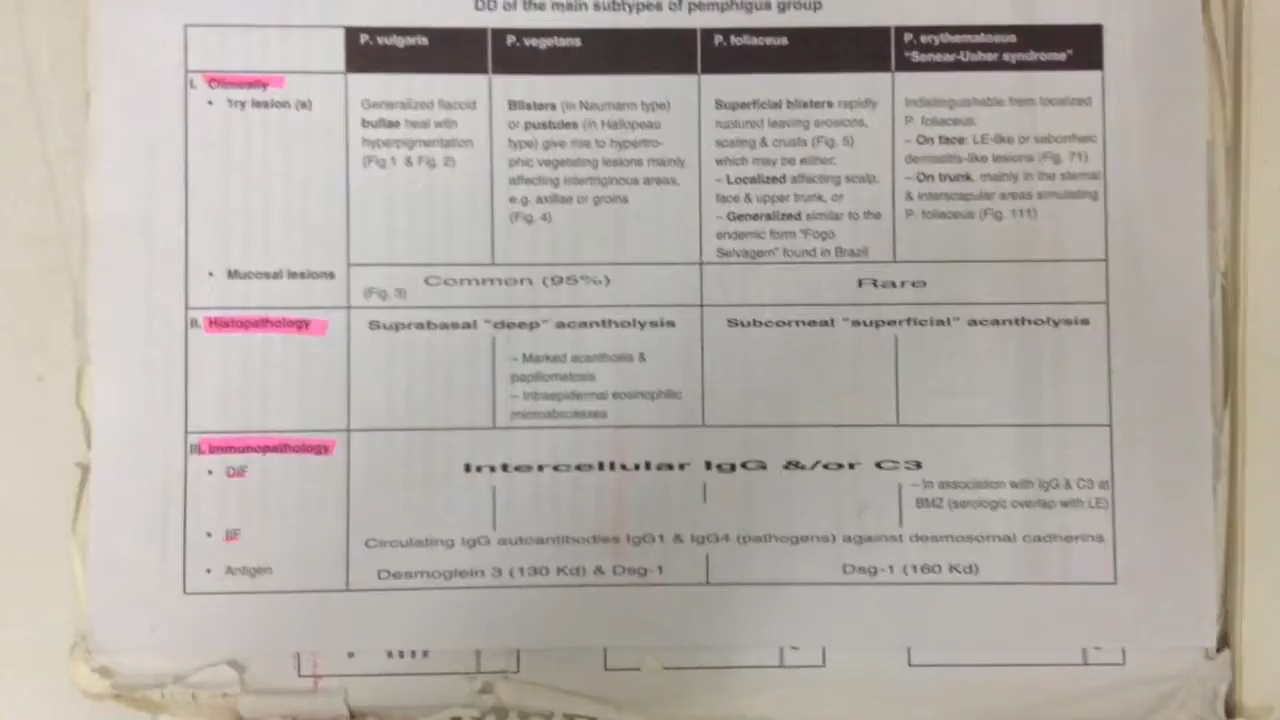 DD of the main subtypes of pemphigus group
P. vulgaris
P. vegetans
P. foliaceus
P. erythematosus
"Senear-Usher syndrome"
I. Clinically
• 1ry lesion (s)
Generalized flaccid
bullae heal with
hyperpigmentation
(Fig 1 & Fig. 2)
Blisters (in Neumann type)
or pustules (in Hallopeau
type) give rise to hypertro-
phic vegetating lesions mainly
affecting intertriginous areas,
e.g. axillae or groins
(Fig. 4)
Superficial blisters rapidly
ruptured leaving erosions,
scaling & crusts (Fig. 5)
which may be either:
– Localized affecting scalp,
face & upper trunk, or
– Generalized similar to the
endemic form "Fogo
Selvagem" found in Brazil
Indistinguishable from localized
P. foliaceus:
– On face: LE-like or seborrheic
dermatitis-like lesions (Fig. 71)
– On trunk, mainly in the sternal
& interscapular areas simulating
P. foliaceus (Fig. 111)
• Mucosal lesions
(Fig. 3) Common (95%)
Rare
II. Histopathology
Suprabasal "deep" acantholysis
Subcorneal "superficial" acantholysis
– Marked acanthosis &
papillomatosis
– Intraepidermal eosinophilic
microabscesses
III. Immunopathology
• DIF
Intercellular IgG &/or C3
– In association with IgG & C3 at
BMZ (serologic overlap with LE)
• IIF
Circulating IgG autoantibodies IgG1 & IgG4 (pathogens) against desmosomal cadherins
• Antigen
Desmoglein 3 (130 Kd) & Dsg-1
Dsg-1 (160 Kd)